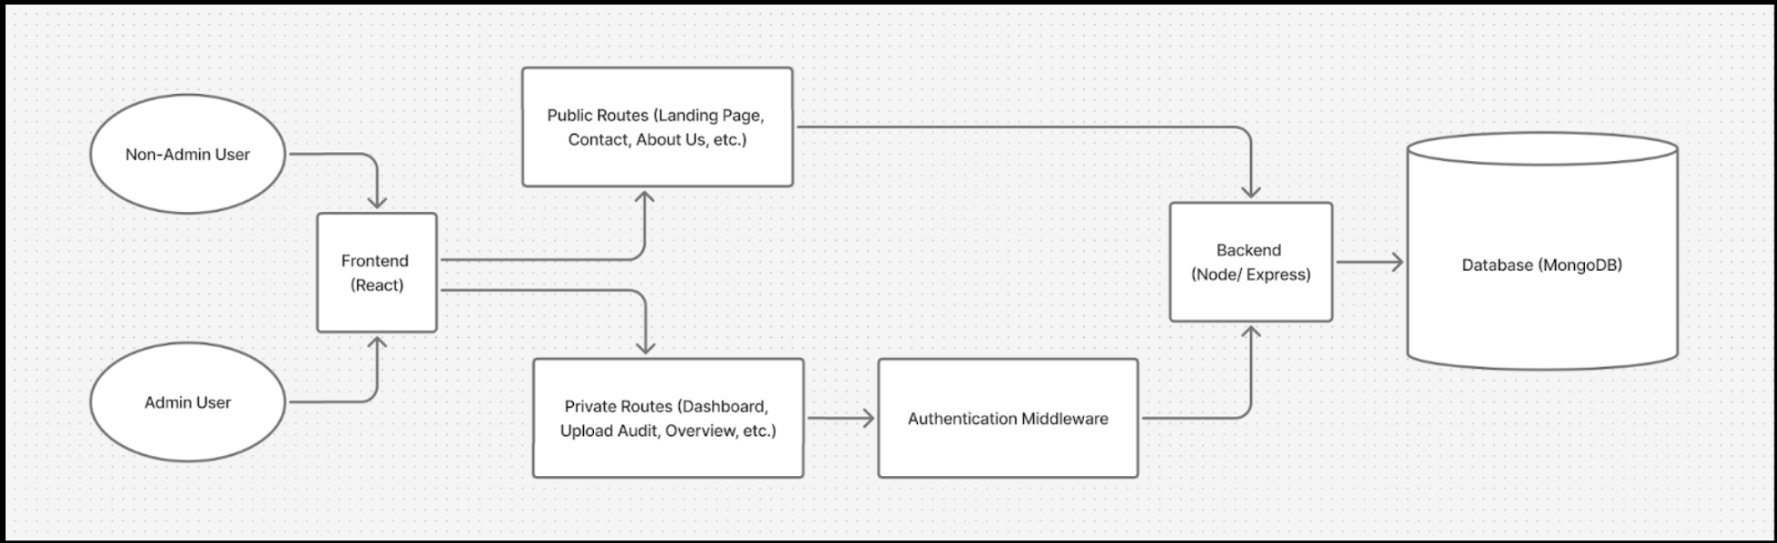 Non-Admin User
Admin User
Frontend
(React)
Public Routes (Landing Page,
Contact, About Us, etc.)
Private Routes (Dashboard,
Upload Audit, Overview, etc.)
Authentication Middleware
Backend
(Node/ Express)
Database (MongoDB)